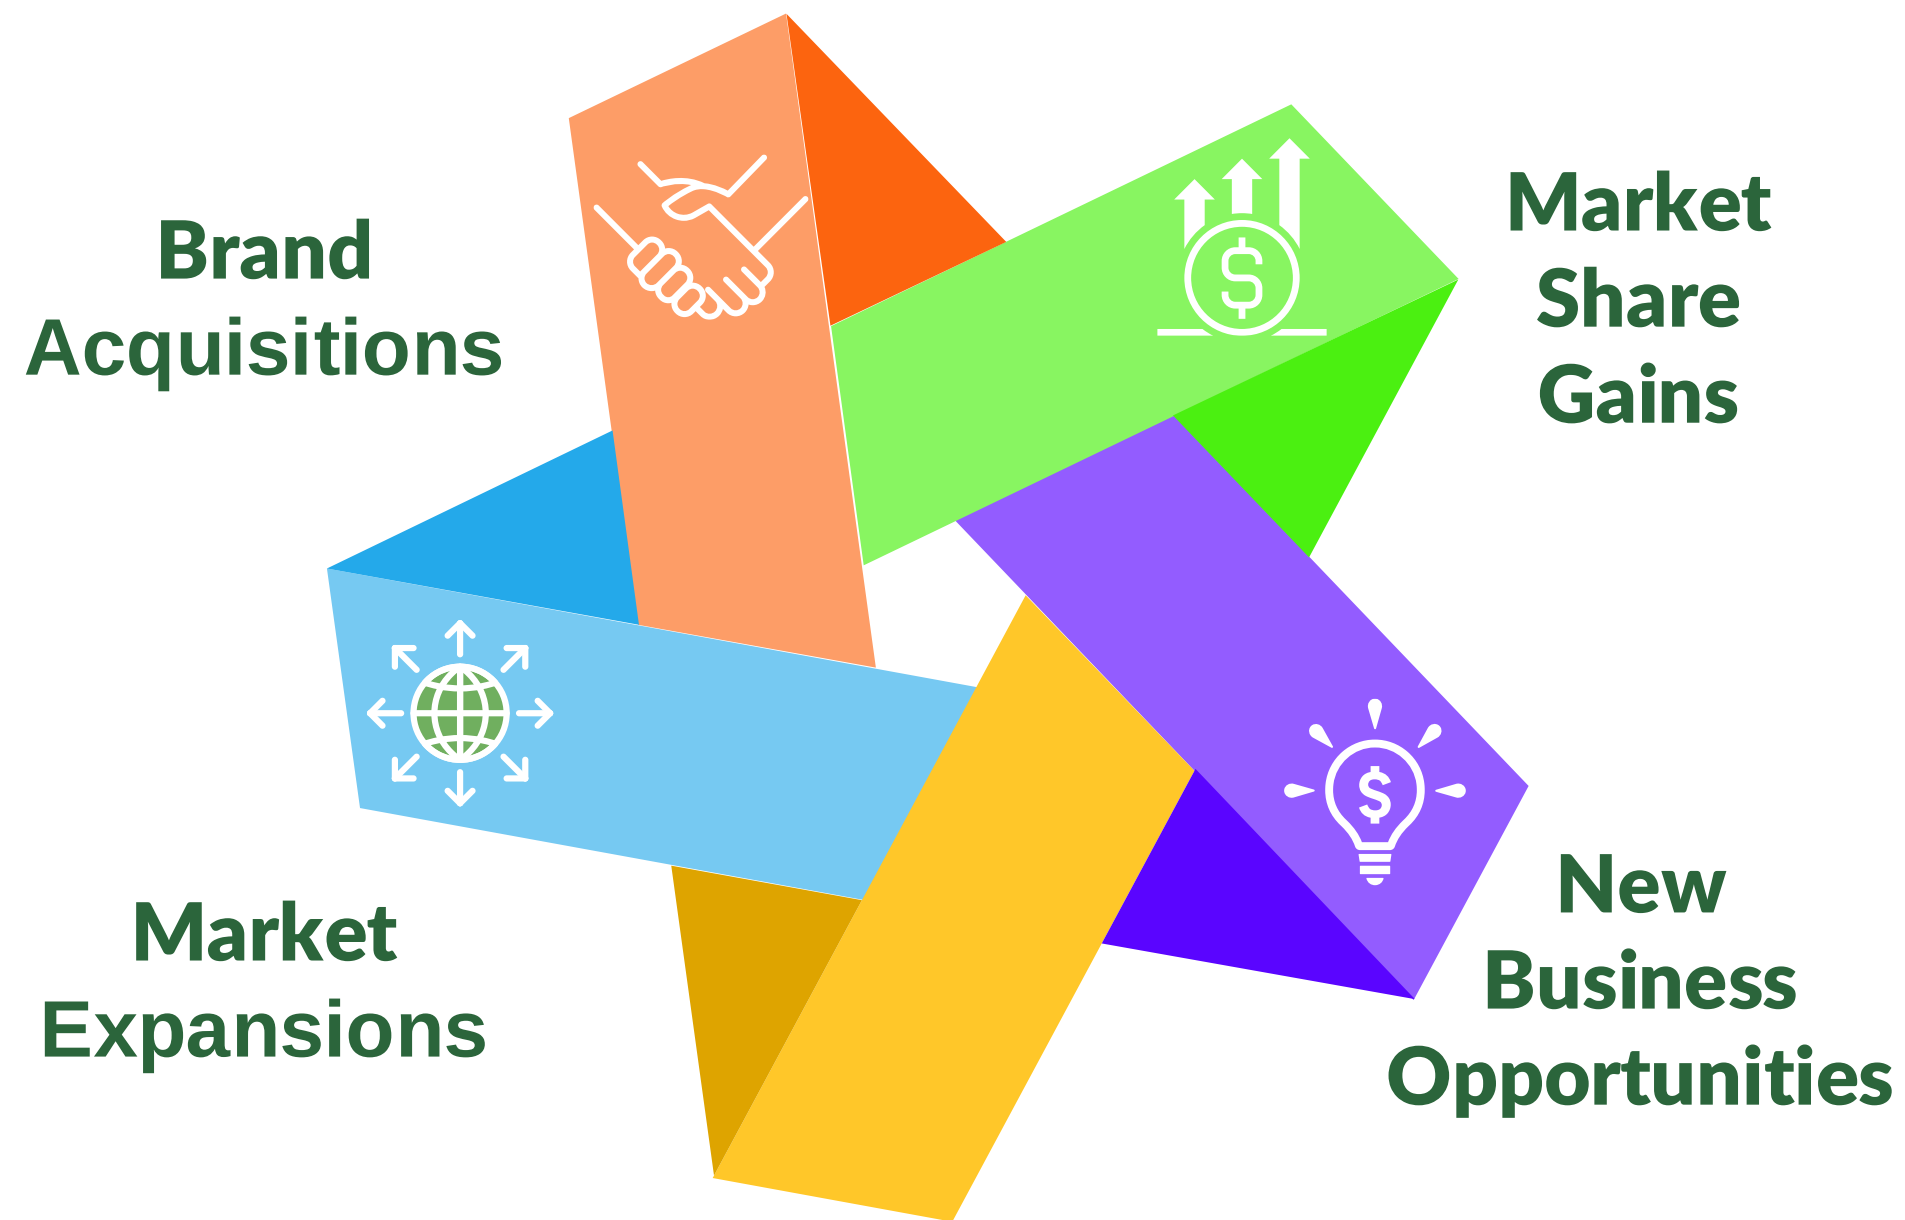 Brand
Acquisitions
Market
Share
Gains
Market
Expansions
New
Business
Opportunities
$
$